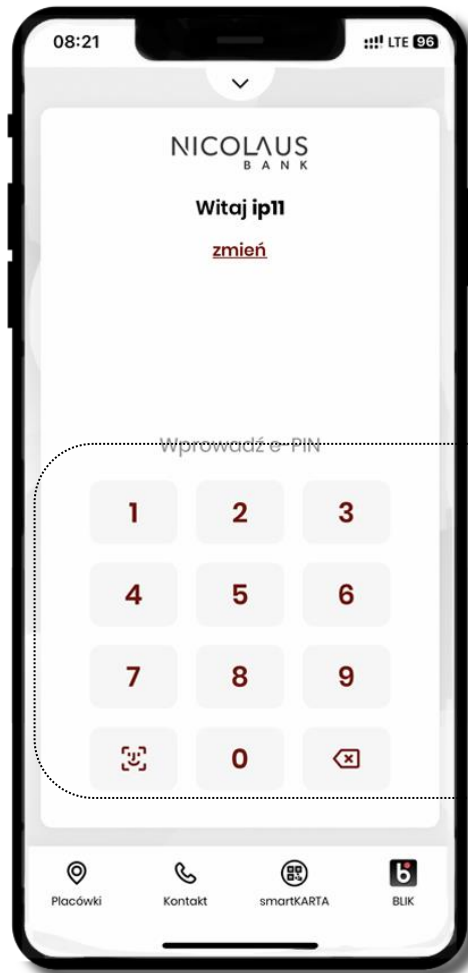 08:21 LTE 96
NICOLAUS
BANK
Witaj ip11
zmień
Wprowadź e-PIN
1 2 3
4 5 6
7 8 9
0
Placówki Kontakt smartKARTA BLIK